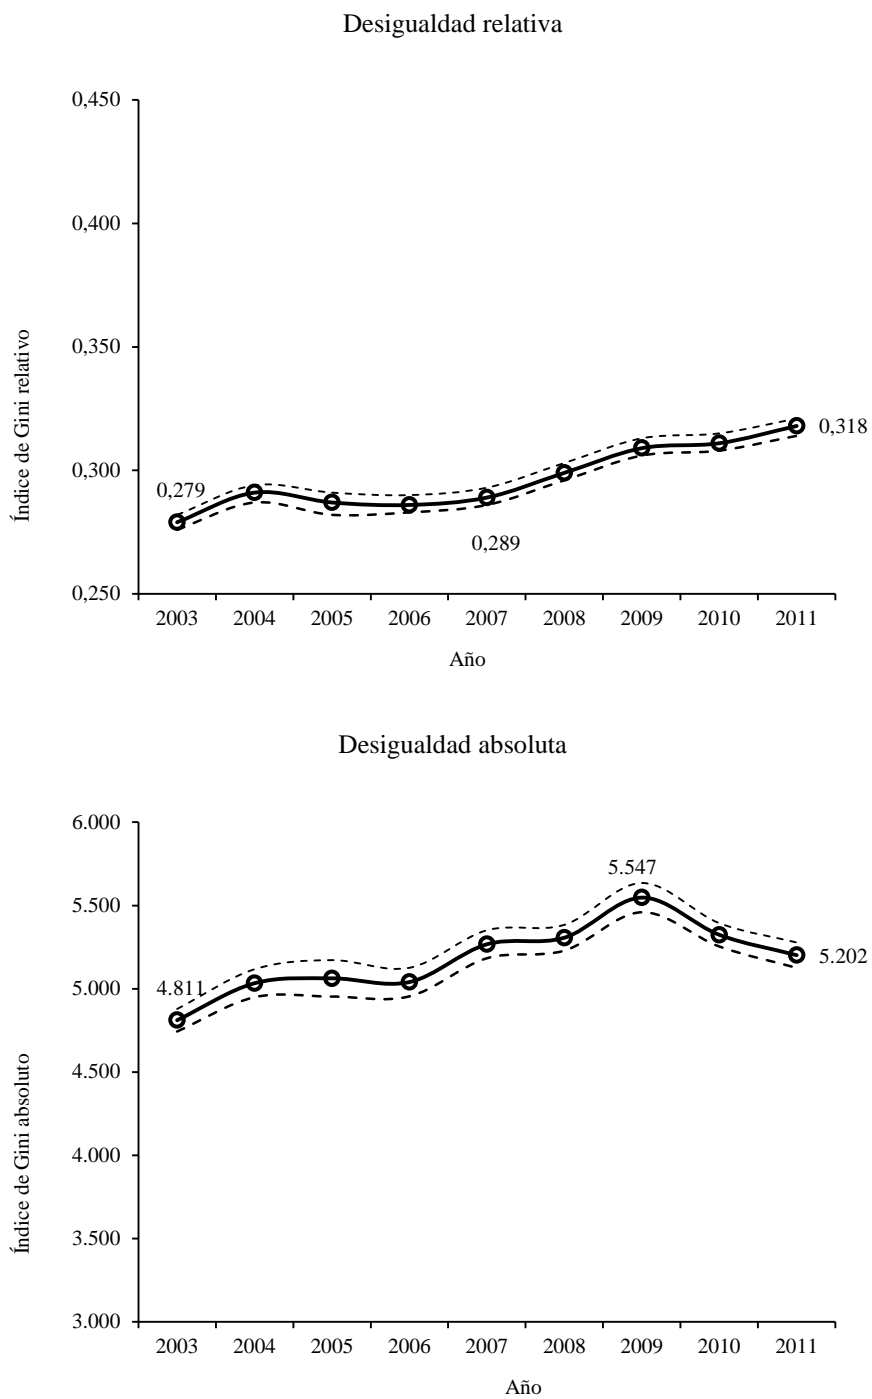 Desigualdad relativa
0,450
0,400
0,350
0,300
0,250
Índice de Gini relativo
0,279
0,289
0,318
2003 2004 2005 2006 2007 2008 2009 2010 2011
Año
Desigualdad absoluta
6.000
5.500
5.000
4.500
4.000
3.500
3.000
Índice de Gini absoluto
4.811
5.547
5.202
2003 2004 2005 2006 2007 2008 2009 2010 2011
Año